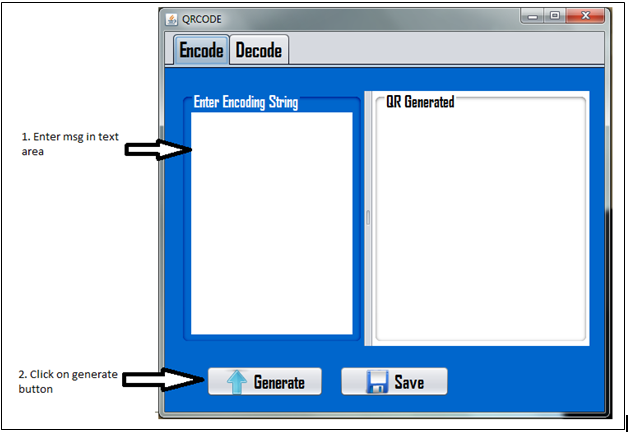 QRCODE
Encode Decode
Enter Encoding String
QR Generated
1. Enter msg in text
area
2. Click on generate
button
Generate
Save